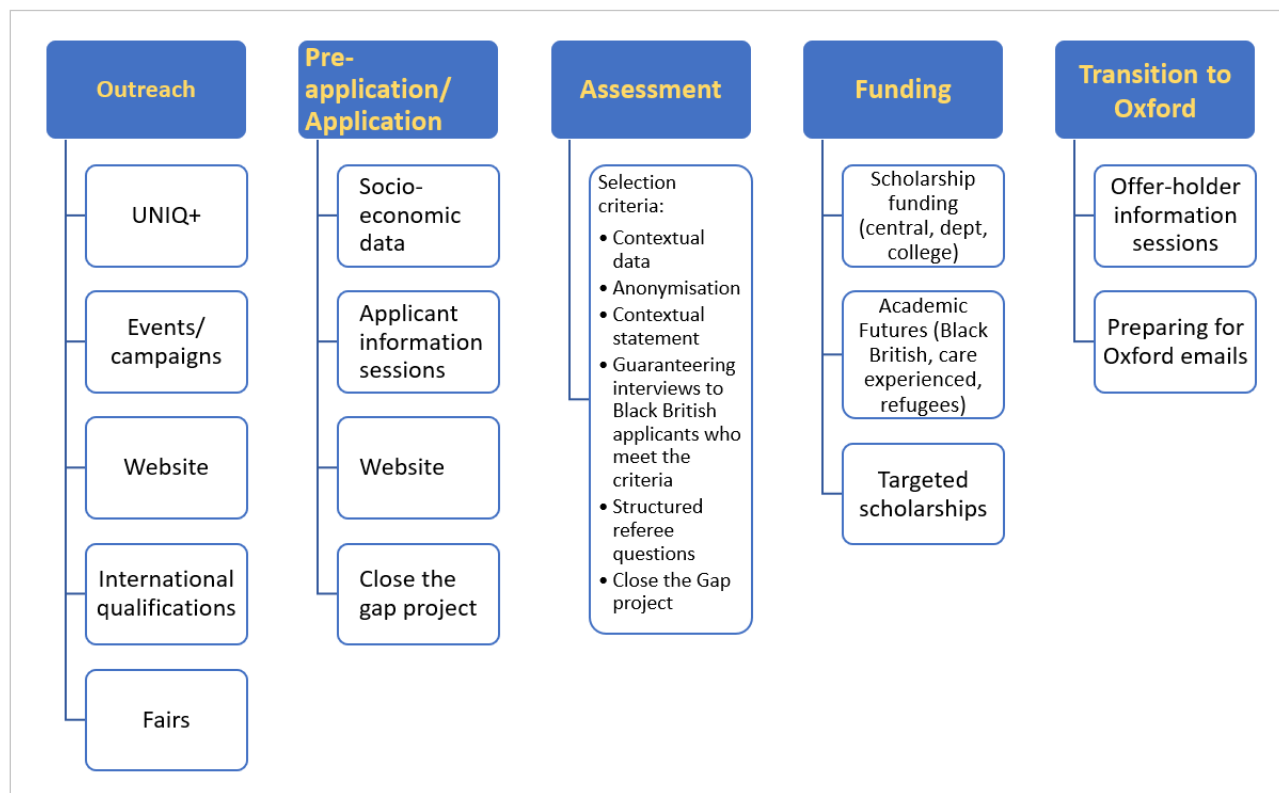 Outreach
UNIQ+
Events/
campaigns
Website
International
qualifications
Fairs
Pre-
application/
Application
Socio-
economic
data
Applicant
information
sessions
Website
Close the
gap project
Assessment
Selection
criteria:
• Contextual
data
• Anonymisation
• Contextual
statement
• Guaranteering
interviews to
Black British
applicants who
meet the
criteria
• Structured
referee
questions
• Close the Gap
project
Funding
Scholarship
funding
(central, dept,
college)
Academic
Futures (Black
British, care
experienced,
refugees)
Targeted
scholarships
Transition to
Oxford
Offer-holder
information
sessions
Preparing for
Oxford emails